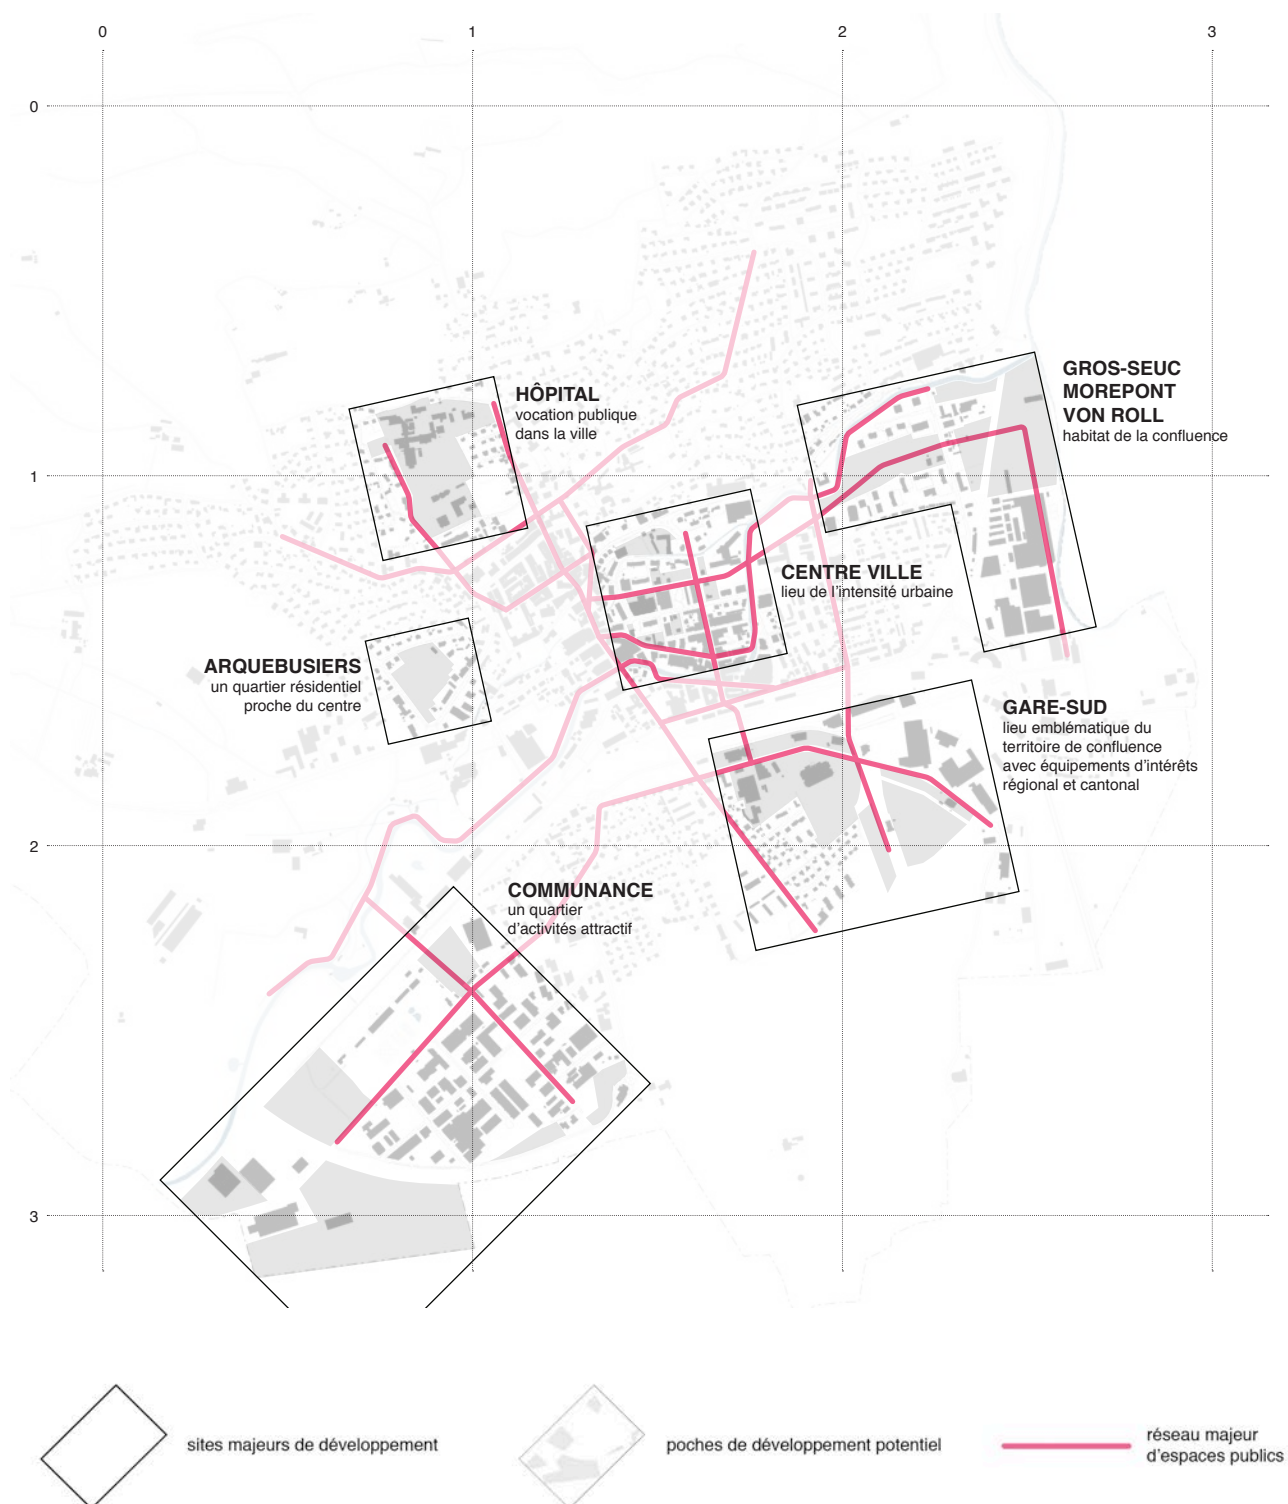 0
1
2
3
0
GROS-SEUC
MOREPONT
VON ROLL
habitat de la confluence
HÔPITAL
vocation publique
dans la ville
1
CENTRE VILLE
lieu de l'intensité urbaine
ARQUEBUSIERS
un quartier résidentiel
proche du centre
GARE-SUD
lieu emblématique du
territoire de confluence
avec équipements d'intérêts
régional et cantonal
2
COMMUNANCE
un quartier
d'activités attractif
3
sites majeurs de développement
poches de développement potentiel
réseau majeur
d'espaces publics